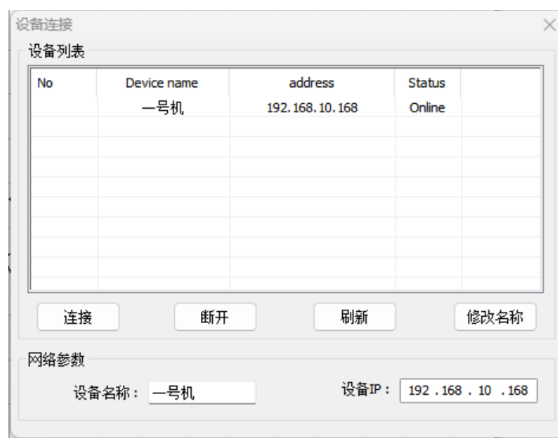 设备连接
设备列表
No Device name address Status
一号机 192.168.10.168 Online
连接 断开 刷新 修改名称
网络参数
设备名称： 一号机 设备IP： 192 . 168 . 10 . 168